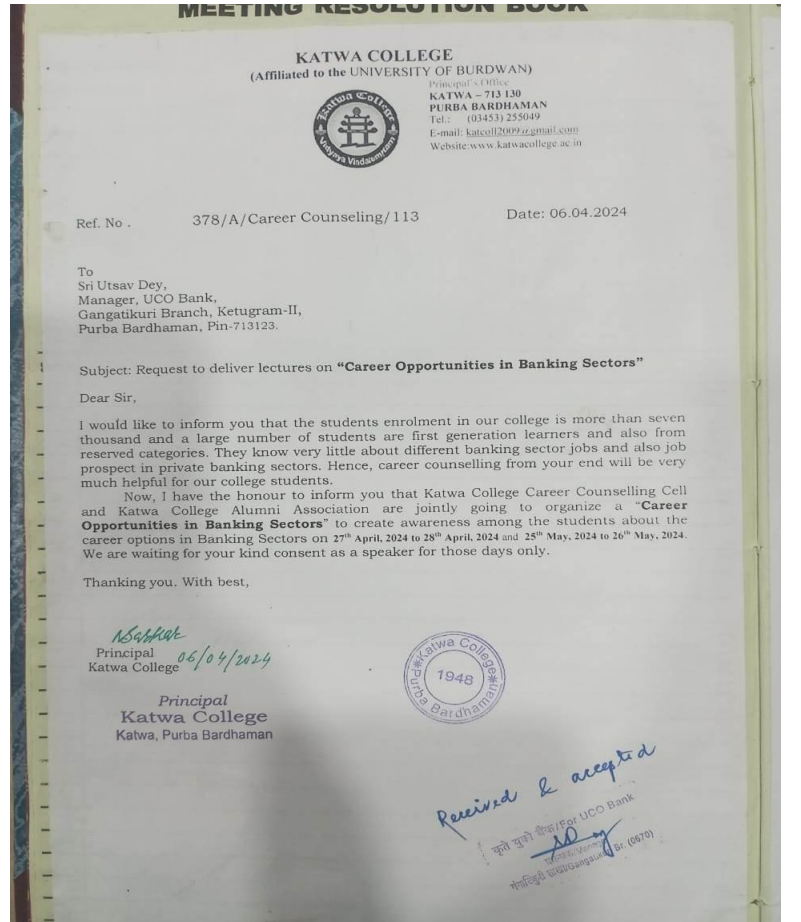 MEETING RESOLUTION BOOK
KATWA COLLEGE
(Affiliated to the UNIVERSITY OF BURDWAN)
Principal's Office
KATWA – 713 130
PURBA BARDHAMAN
Tel.: (03453) 255049
E-mail: katcoll2009@gmail.com
Website:www.katwacollege.ac.in
Katwa College
Ref. No . 378/A/Career Counseling/113 Date: 06.04.2024
To
Sri Utsav Dey,
Manager, UCO Bank,
Gangatikuri Branch, Ketugram-II,
Purba Bardhaman, Pin-713123.
Subject: Request to deliver lectures on “Career Opportunities in Banking Sectors”
Dear Sir,
I would like to inform you that the students enrolment in our college is more than seven
thousand and a large number of students are first generation learners and also from
reserved categories. They know very little about different banking sector jobs and also job
prospect in private banking sectors. Hence, career counselling from your end will be very
much helpful for our college students.
Now, I have the honour to inform you that Katwa College Career Counselling Cell
and Katwa College Alumni Association are jointly going to organize a “Career
Opportunities in Banking Sectors” to create awareness among the students about the
career options in Banking Sectors on 27th April, 2024 to 28th April, 2024 and 25th May, 2024 to 26th May, 2024.
We are waiting for your kind consent as a speaker for those days only.
Thanking you. With best,
Principal
Katwa College 06/04/2024
Principal
Katwa College
Katwa, Purba Bardhaman
Katwa College
1948
Purba Bardhaman
Received & accepted
कृते यूको बैंक/For UCO Bank
Br. (0670)